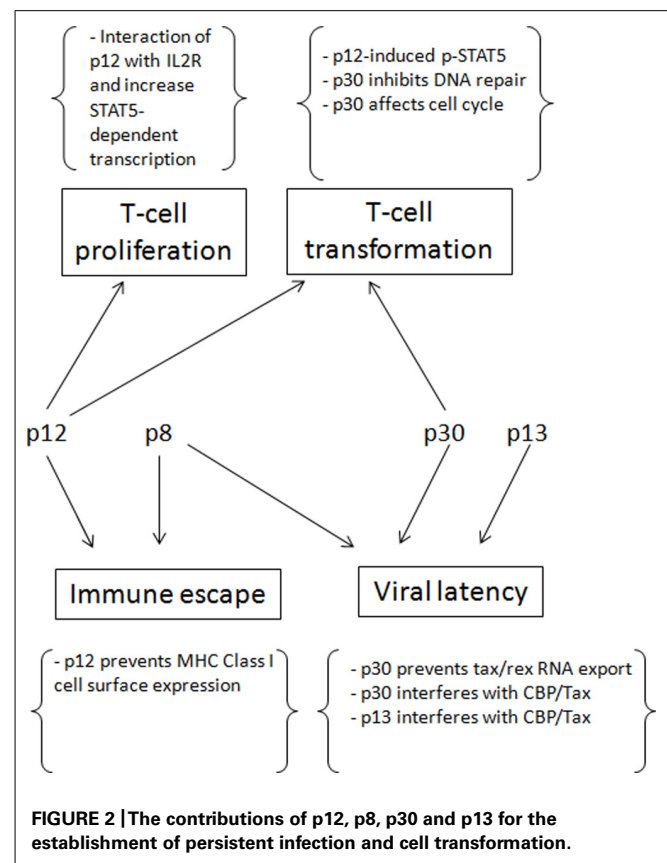 - Interaction of
p12 with IL2R
and increase
STAT5-
dependent
transcription
- p12-induced p-STAT5
- p30 inhibits DNA repair
- p30 affects cell cycle
T-cell
proliferation
T-cell
transformation
p12
p8
p30
p13
Immune escape
Viral latency
- p12 prevents MHC Class I
cell surface expression
- p30 prevents tax/rex RNA export
- p30 interferes with CBP/Tax
- p13 interferes with CBP/Tax
FIGURE 2 | The contributions of p12, p8, p30 and p13 for the
establishment of persistent infection and cell transformation.